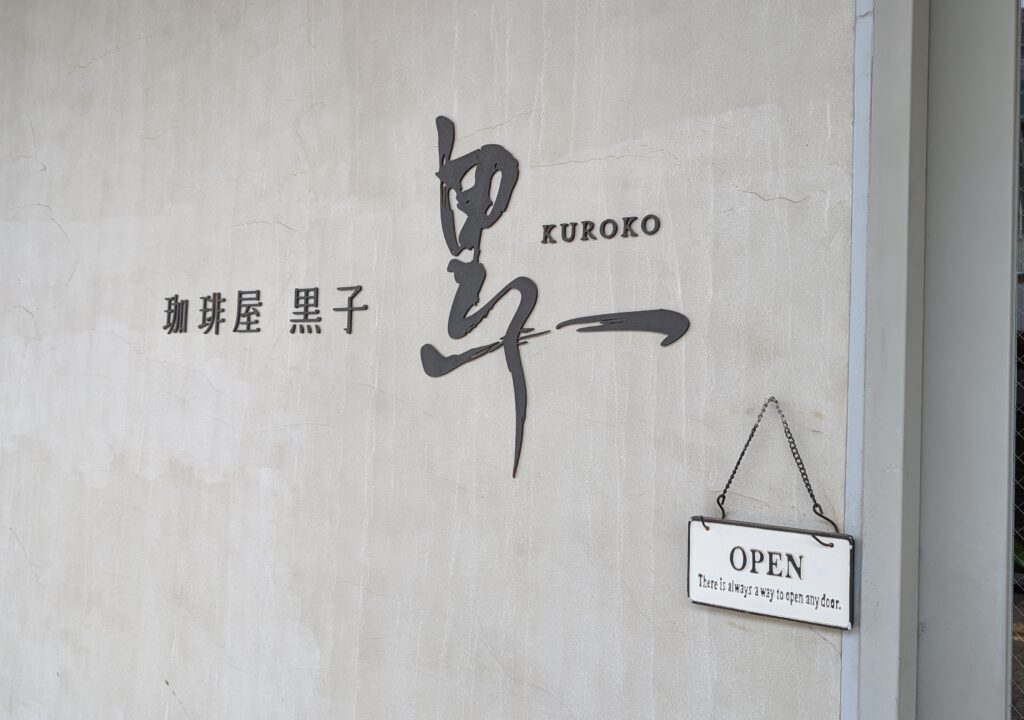 珈琲屋 黒子
KUROKO
OPEN
There is always a way to open any door.